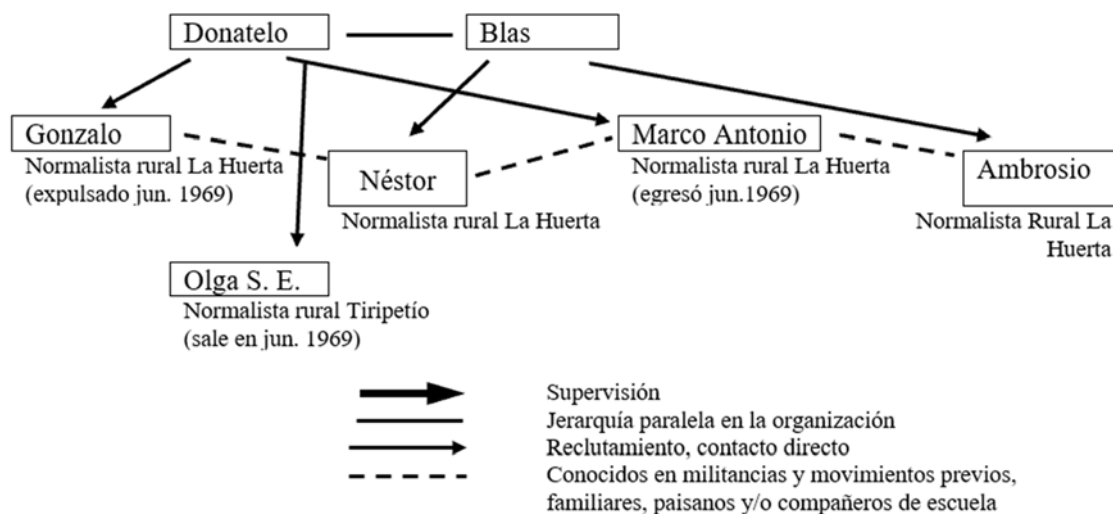 Donatelo
Blas
Gonzalo
Normalista rural La Huerta
(expulsado jun. 1969)
Néstor
Normalista rural La Huerta
Marco Antonio
Normalista rural La Huerta
(egresó jun.1969)
Ambrosio
Normalista Rural La
Huerta
Olga S. E.
Normalista rural Tiripetío
(sale en jun. 1969)
Supervisión
Jerarquía paralela en la organización
Reclutamiento, contacto directo
Conocidos en militancias y movimientos previos,
familiares, paisanos y/o compañeros de escuela